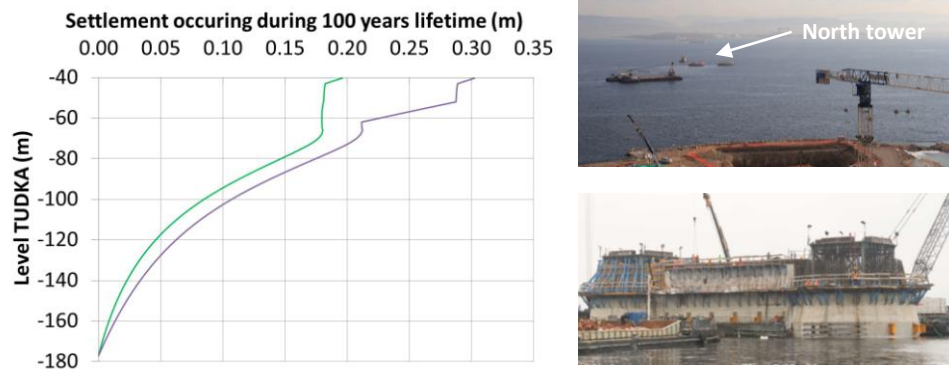 Settlement occuring during 100 years lifetime (m)
0.00 0.05 0.10 0.15 0.20 0.25 0.30 0.35
-40
-60
-80
-100
-120
-140
-160
-180
Level TUDKA (m)
North tower